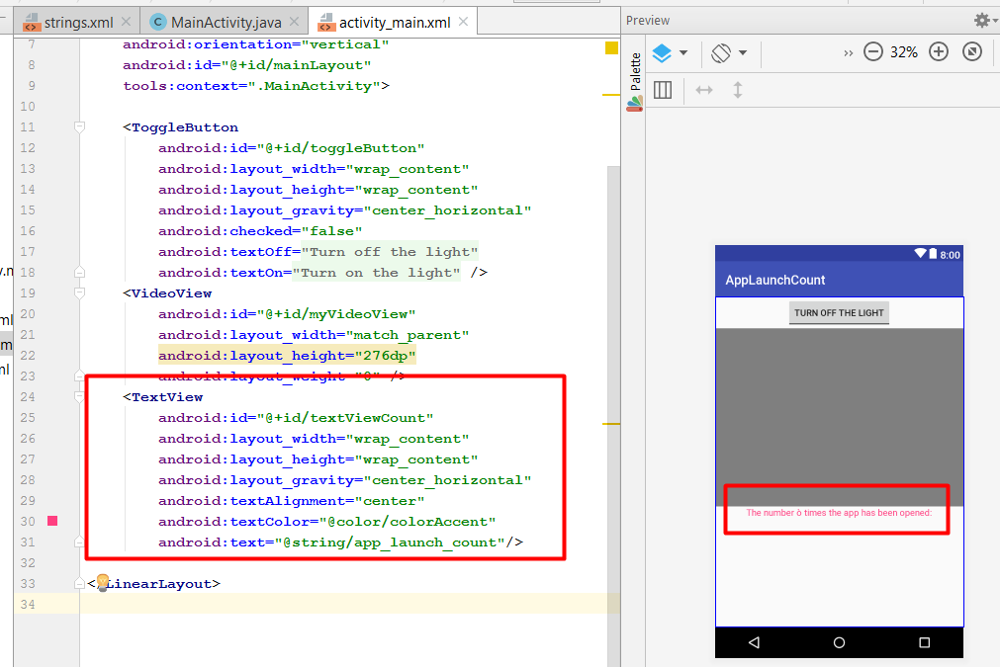 strings.xml
MainActivity.java
activity_main.xml
7 android:orientation="vertical"
8 android:id="@+id/mainLayout"
9 tools:context=".MainActivity">
10
11 <ToggleButton
12 android:id="@+id/toggleButton"
13 android:layout_width="wrap_content"
14 android:layout_height="wrap_content"
15 android:layout_gravity="center_horizontal"
16 android:checked="false"
17 android:textOff="Turn off the light"
18 android:textOn="Turn on the light" />
19 <VideoView
20 android:id="@+id/myVideoView"
21 android:layout_width="match_parent"
22 android:layout_height="276dp"
23 android:layout_weight="0" />
24 <TextView
25 android:id="@+id/textViewCount"
26 android:layout_width="wrap_content"
27 android:layout_height="wrap_content"
28 android:layout_gravity="center_horizontal"
29 android:textAlignment="center"
30 android:textColor="@color/colorAccent"
31 android:text="@string/app_launch_count"/>
32
33 </LinearLayout>
34
y.m
ml
m
ml
Preview
Palette
32%
8:00
AppLaunchCount
TURN OFF THE LIGHT
The number ò times the app has been opened: